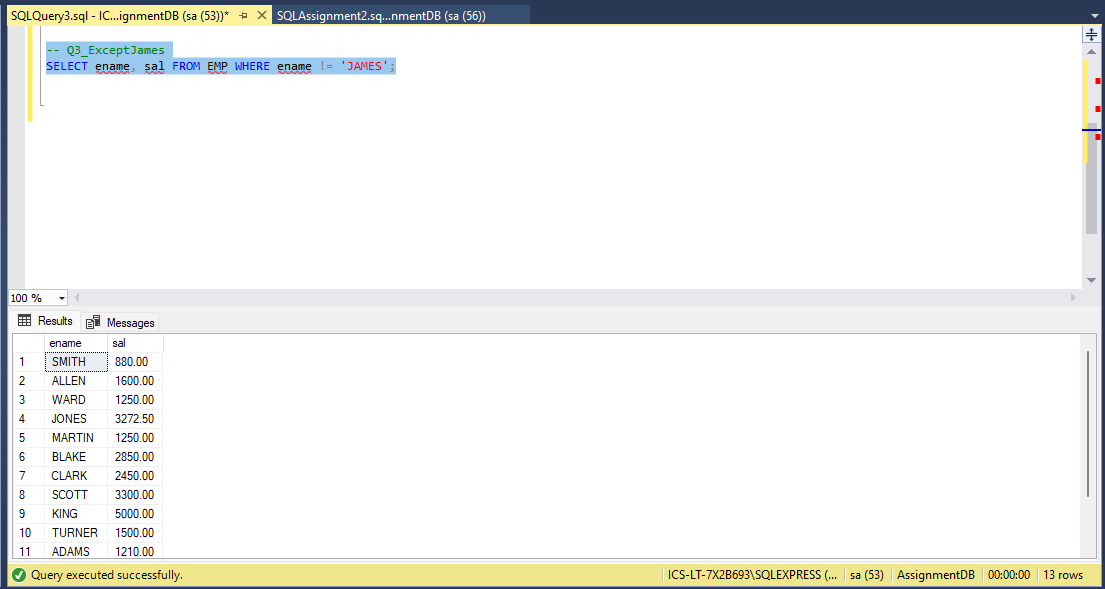 SQLQuery3.sql - IC...ignmentDB (sa (53))* SQLAssignment2.sq...nmentDB (sa (56))
-- Q3_ExceptJames
SELECT ename, sal FROM EMP WHERE ename != 'JAMES';
100 %
Results Messages
ename sal
1 SMITH 880.00
2 ALLEN 1600.00
3 WARD 1250.00
4 JONES 3272.50
5 MARTIN 1250.00
6 BLAKE 2850.00
7 CLARK 2450.00
8 SCOTT 3300.00
9 KING 5000.00
10 TURNER 1500.00
11 ADAMS 1210.00
Query executed successfully. ICS-LT-7X2B693\SQLEXPRESS (... sa (53) AssignmentDB 00:00:00 13 rows